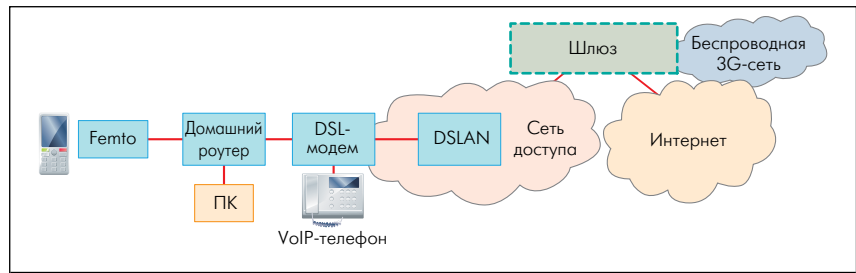 Шлюз
Беспроводная
3G-сеть
Femto
Домашний
роутер
DSL-
модем
DSLAN
Сеть
доступа
Интернет
ПК
VoIP-телефон